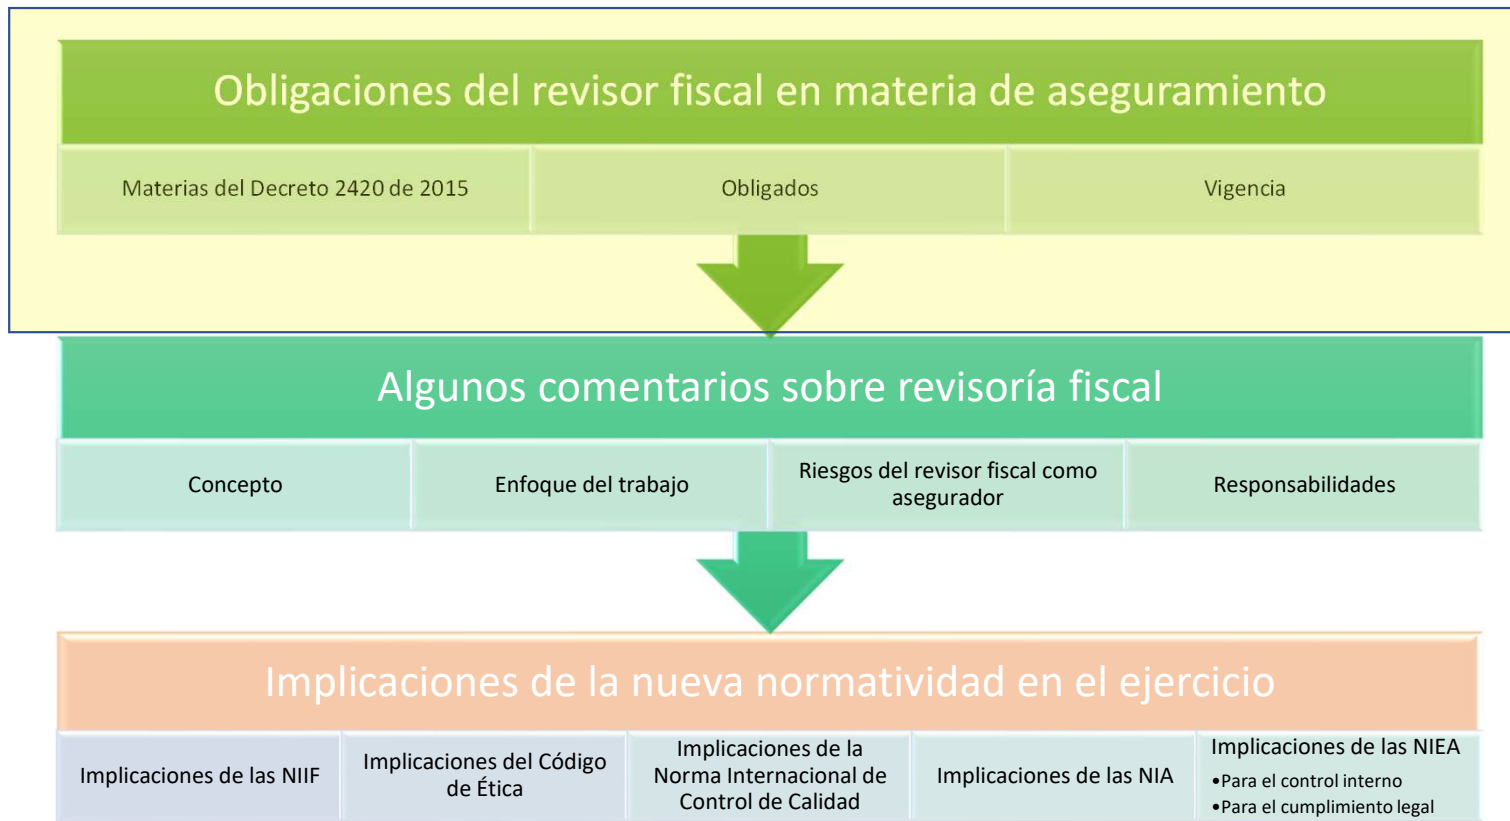 Obligaciones del revisor fiscal en materia de aseguramiento
Materias del Decreto 2420 de 2015
Obligados
Vigencia
Algunos comentarios sobre revisoría fiscal
Concepto
Enfoque del trabajo
Riesgos del revisor fiscal como
asegurador
Responsabilidades
Implicaciones de la nueva normatividad en el ejercicio
Implicaciones de las NIIF
Implicaciones del Código
de Ética
Implicaciones de la
Norma Internacional de
Control de Calidad
Implicaciones de las NIA
Implicaciones de las NIEA
•Para el control interno
•Para el cumplimiento legal